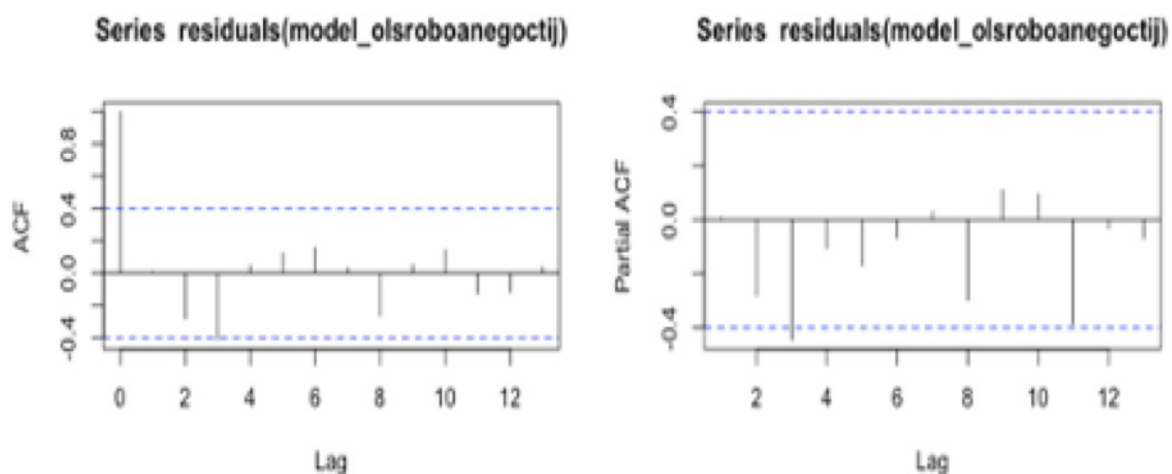 Series residuals(model_olsroboanegoctij)
ACF
0.8
0.4
0.0
-0.4
0 2 4 6 8 10 12
Lag
Series residuals(model_olsroboanegoctij)
Partial ACF
0.4
0.0
-0.4
2 4 6 8 10 12
Lag